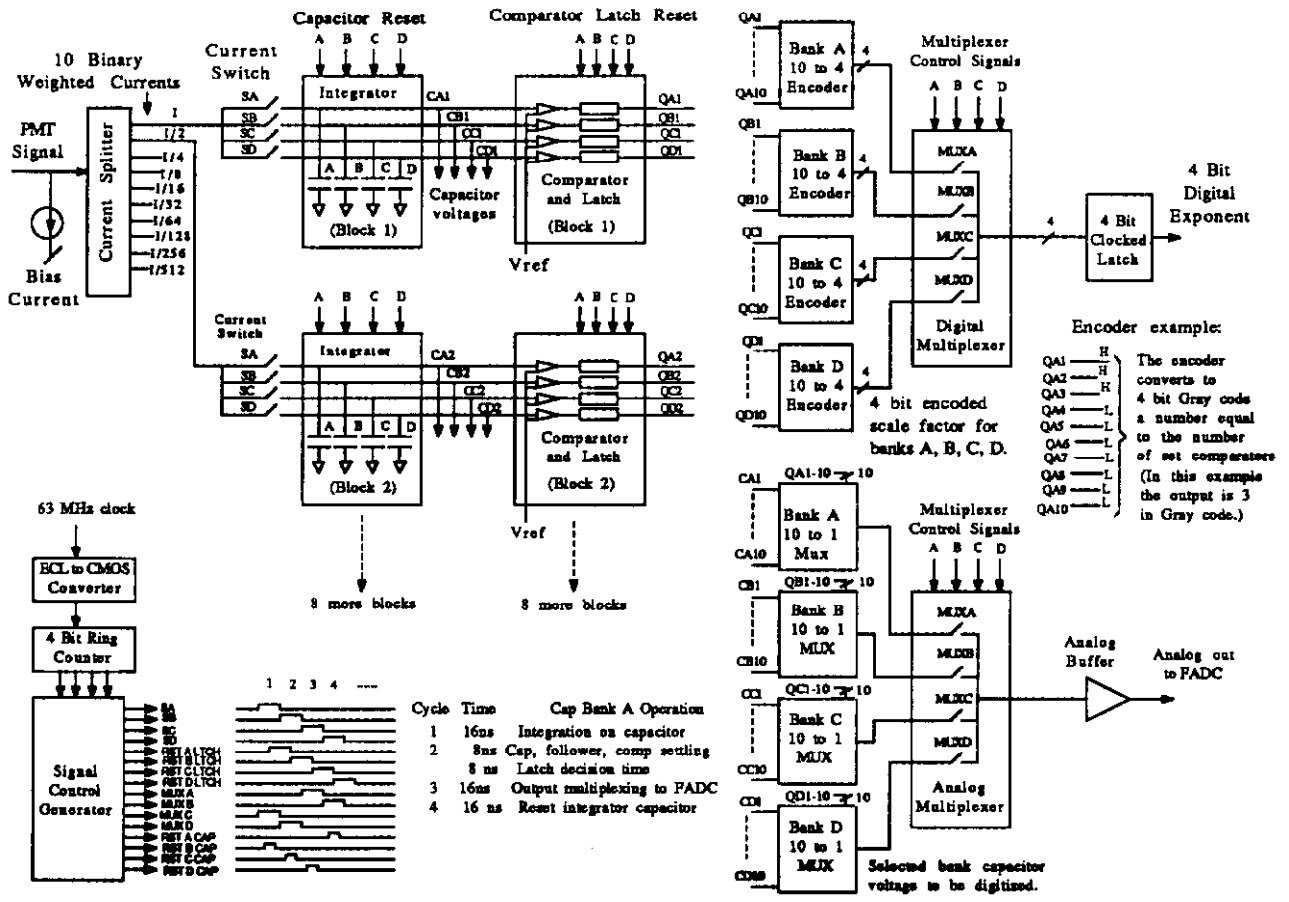 Capacitor Reset
A B C D
Comparator Latch Reset
A B C D
10 Binary
Weighted Currents
Current
Switch
PMT
Signal
Current Splitter
I
I/2
I/4
I/8
I/16
I/32
I/64
I/128
I/256
I/512
Bias
Current
SA
SB
SC
SD
Integrator
A B C D
(Block 1)
CA1
CB1
CC1
CD1
Capacitor
voltages
Comparator
and Latch
(Block 1)
Vref
QA1
QB1
QC1
QD1
A B C D
A B C D
Current
Switch
SA
SB
SC
SD
Integrator
A B C D
(Block 2)
CA2
CB2
CC2
CD2
Comparator
and Latch
(Block 2)
Vref
QA2
QB2
QC2
QD2
8 more blocks
8 more blocks
63 MHz clock
ECL to CMOS
Converter
4 Bit Ring
Counter
Signal
Control
Generator
SA
SB
SC
SD
RST A LTCH
RST B LTCH
RST C LTCH
RST D LTCH
MUX A
MUX B
MUX C
MUX D
RST A CAP
RST B CAP
RST C CAP
RST D CAP
1 2 3 4 ----
Cycle Time Cap Bank A Operation
1 16ns Integration on capacitor
2 8ns Cap, follower, comp settling
8 ns Latch decision time
3 16ns Output multiplexing to FADC
4 16 ns Reset integrator capacitor
QA1
QA10
Bank A
10 to 4
Encoder
4
QB1
QB10
Bank B
10 to 4
Encoder
4
QC1
QC10
Bank C
10 to 4
Encoder
4
QD1
QD10
Bank D
10 to 4
Encoder
4
4 bit encoded
scale factor for
banks A, B, C, D.
Multiplexer
Control Signals
A B C D
MUXA
MUXB
MUXC
MUXD
Digital
Multiplexer
4
4 Bit
Clocked
Latch
4 Bit
Digital
Exponent
Encoder example:
QA1 H
QA2 H
QA3 H
QA4 L
QA5 L
QA6 L
QA7 L
QA8 L
QA9 L
QA10 L
The encoder
converts to
4 bit Gray code
a number equal
to the number
of set comparators
(In this example
the output is 3
in Gray code.)
CA1
CA10
QA1-10 10
Bank A
10 to 1
Mux
CB1
CB10
QB1-10 10
Bank B
10 to 1
MUX
CC1
CC10
QC1-10 10
Bank C
10 to 1
MUX
CD1
CD10
QD1-10 10
Bank D
10 to 1
MUX
Multiplexer
Control Signals
A B C D
MUXA
MUXB
MUXC
MUXD
Analog
Multiplexer
Selected bank capacitor
voltage to be digitized.
Analog
Buffer
Analog out
to FADC